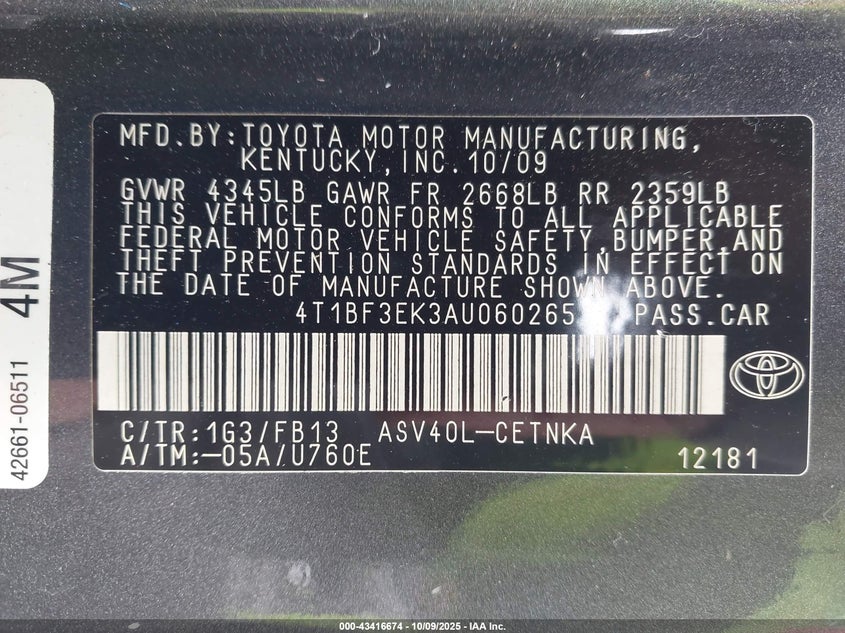 MFD.BY:TOYOTA MOTOR MANUFACTURING,
KENTUCKY,INC.10/09
GVWR 4345LB GAWR FR 2668LB RR 2359LB
THIS VEHICLE CONFORMS TO ALL APPLICABLE
FEDERAL MOTOR VEHICLE SAFETY,BUMPER,AND
THEFT PREVENTION STANDARDS IN EFFECT ON
THE DATE OF MANUFACTURE SHOWN ABOVE.
PASS.CAR
C/TR:1G3/FB13 ASV40L-CETNKA
A/TM:-05A/U760E 12181
42661-06511 4M
000-43416674 - 10/09/2025 - IAA Inc.